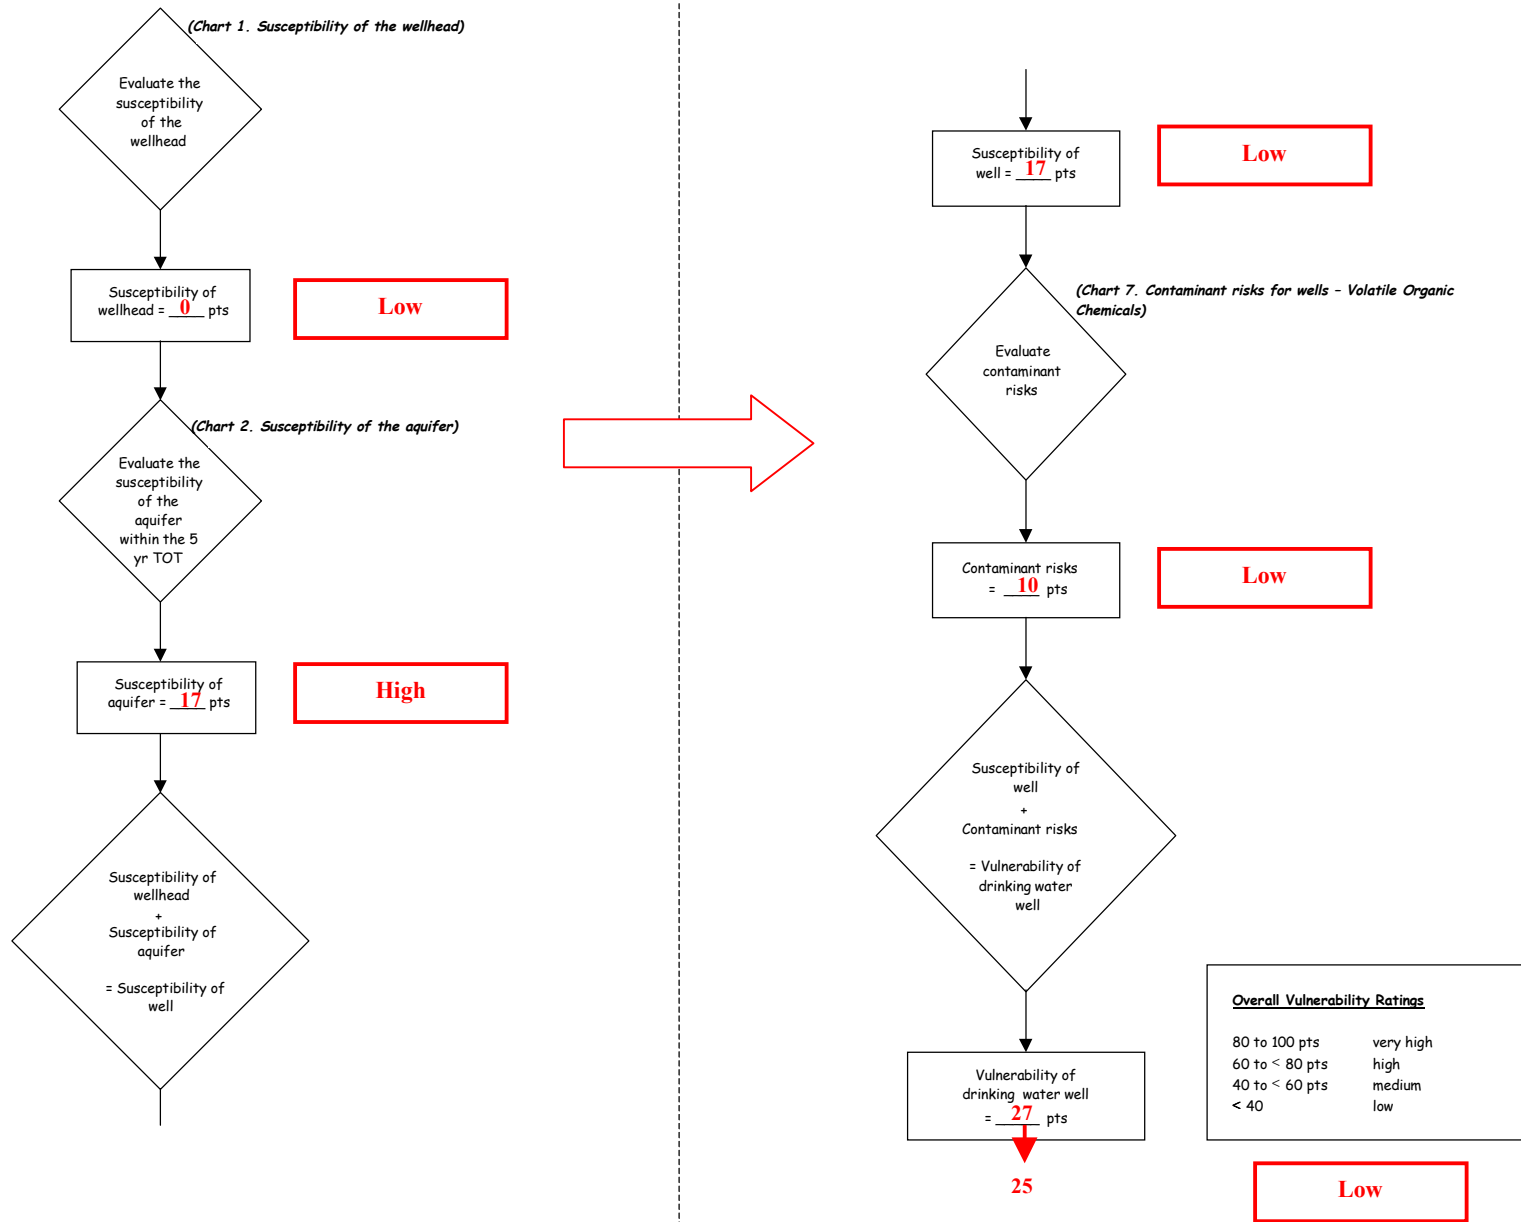 (Chart 1. Susceptibility of the wellhead)
Evaluate the
susceptibility
of the
wellhead
Susceptibility of
wellhead = 0 pts
Low
(Chart 2. Susceptibility of the aquifer)
Evaluate the
susceptibility
of the
aquifer
within the 5
yr TOT
Susceptibility of
aquifer = 17 pts
High
Susceptibility of
wellhead
+
Susceptibility of
aquifer
= Susceptibility of
well
Susceptibility of
well = 17 pts
Low
(Chart 7. Contaminant risks for wells – Volatile Organic
Chemicals)
Evaluate
contaminant
risks
Contaminant risks
= 10 pts
Low
Susceptibility of
well
+
Contaminant risks
= Vulnerability of
drinking water
well
Vulnerability of
drinking water well
= 27 pts
25
Overall Vulnerability Ratings
80 to 100 pts very high
60 to < 80 pts high
40 to < 60 pts medium
< 40 low
Low